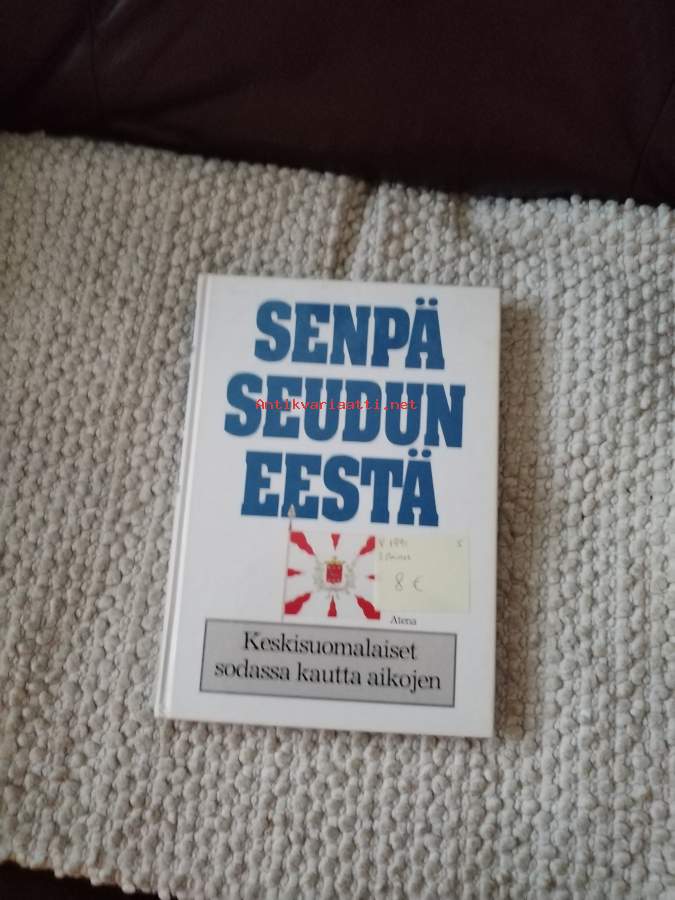 SENPÄ
SEUDUN
Antikvariaatti.net
EESTÄ
8 €
Atena
Keskisuomalaiset
sodassa kautta aikojen